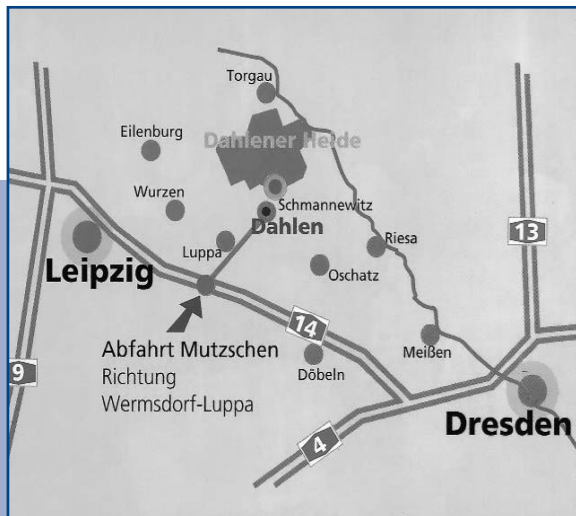 Torgau
Eilenburg
Dahlener Heide
Wurzen
Schmannewitz
Dahlen
Luppa
Riesa
13
Leipzig
Oschatz
14
Abfahrt Mutzschen
Richtung
Wermsdorf-Luppa
9
Döbeln
Meißen
Dresden
4